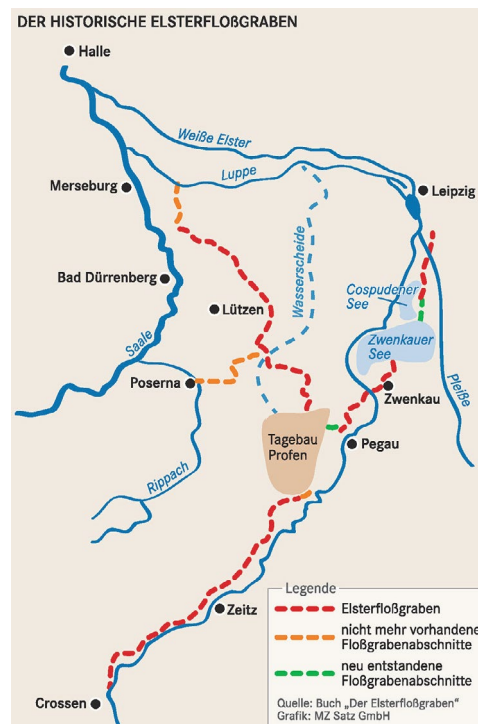 DER HISTORISCHE ELSTERFLOßGRABEN
Halle
Weiße Elster
Luppe
Merseburg
Leipzig
Wasserscheide
Bad Dürrenberg
Cospudener
See
Lützen
Saale
Zwenkauer
See
Poserna
Zwenkau
Pleiße
Tagebau
Profen
Pegau
Rippach
Legende
Zeitz
Elsterfloßgraben
nicht mehr vorhandene
Floßgrabenabschnitte
neu entstandene
Floßgrabenabschnitte
Crossen
Quelle: Buch „Der Elsterfloßgraben"
Grafik: MZ Satz GmbH